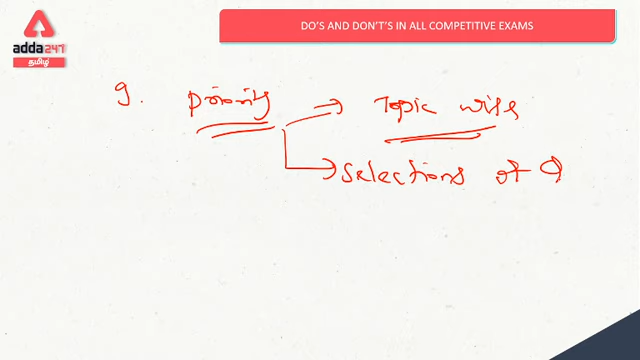 adda247
தமிழ்
DO'S AND DON'T'S IN ALL COMPETITIVE EXAMS
9. Priority → Topic wise
→ Selections of Q